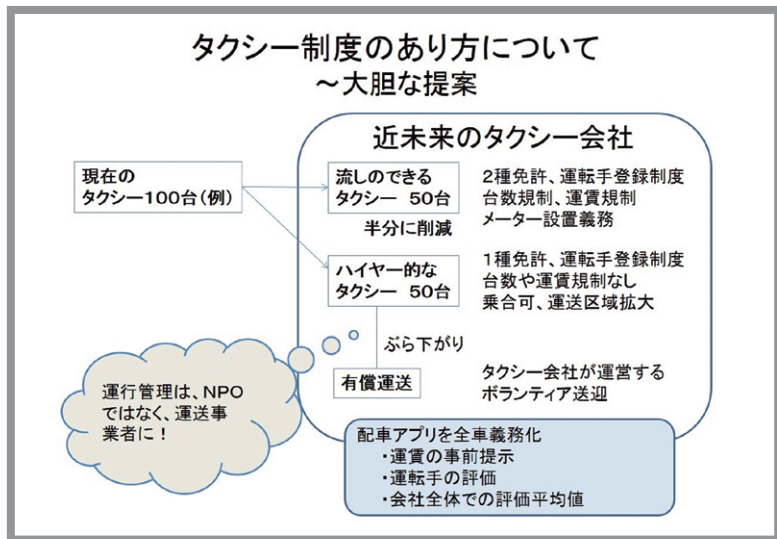 タクシー制度のあり方について
～大胆な提案
近未来のタクシー会社
現在の
タクシー100台（例）
流しのできる
タクシー 50台
半分に削減
2種免許、運転手登録制度
台数規制、運賃規制
メーター設置義務
ハイヤー的な
タクシー 50台
1種免許、運転手登録制度
台数や運賃規制なし
乗合可、運送区域拡大
ぶら下がり
有償運送
タクシー会社が運営する
ボランティア送迎
運行管理は、NPO
ではなく、運送事
業者に！
配車アプリを全車義務化
・運賃の事前提示
・運転手の評価
・会社全体での評価平均値